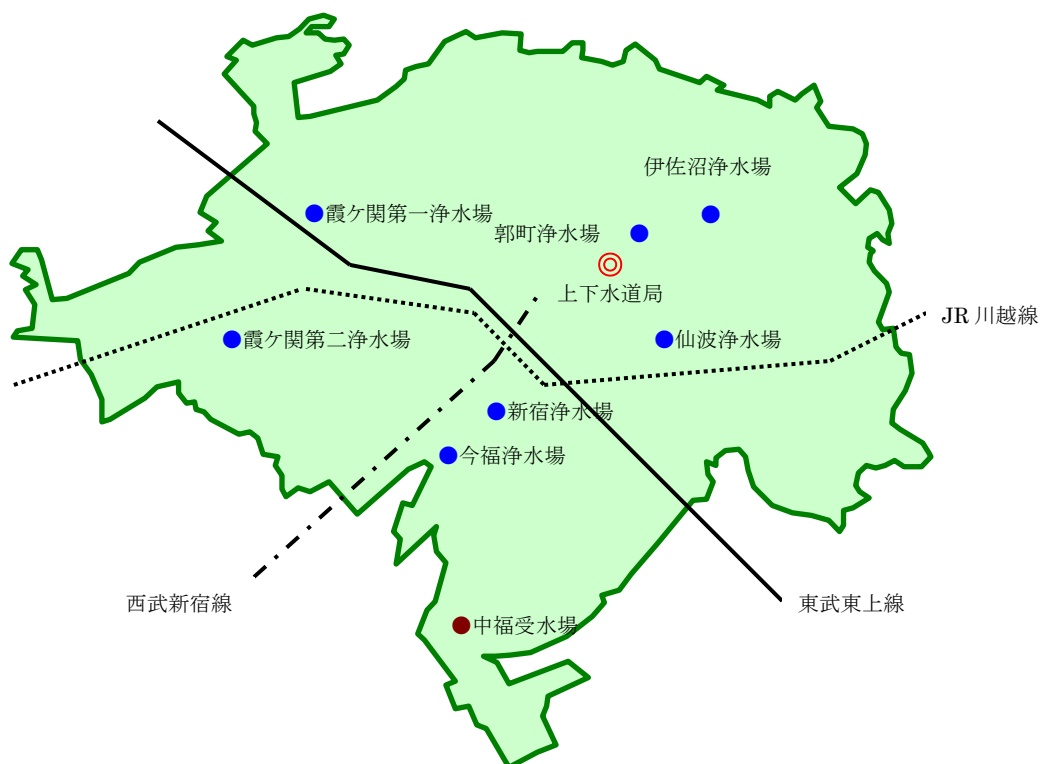 伊佐沼浄水場
霞ケ関第一浄水場
郭町浄水場
上下水道局
JR 川越線
霞ケ関第二浄水場
仙波浄水場
新宿浄水場
今福浄水場
西武新宿線
東武東上線
中福受水場